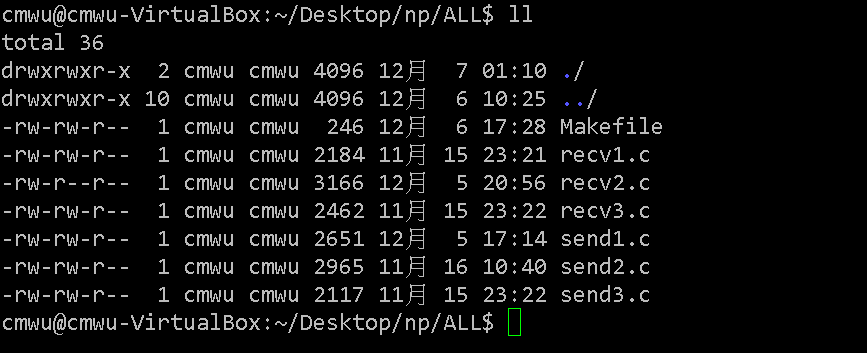 cmwu@cmwu-VirtualBox:~/Desktop/np/ALL$ ll
total 36
drwxrwxr-x  2 cmwu cmwu 4096 12月  7 01:10 ./
drwxrwxr-x 10 cmwu cmwu 4096 12月  6 10:25 ../
-rw-rw-r--  1 cmwu cmwu  246 12月  6 17:28 Makefile
-rw-rw-r--  1 cmwu cmwu 2184 11月 15 23:21 recv1.c
-rw-r--r--  1 cmwu cmwu 3166 12月  5 20:56 recv2.c
-rw-rw-r--  1 cmwu cmwu 2462 11月 15 23:22 recv3.c
-rw-rw-r--  1 cmwu cmwu 2651 12月  5 17:14 send1.c
-rw-rw-r--  1 cmwu cmwu 2965 11月 16 10:40 send2.c
-rw-rw-r--  1 cmwu cmwu 2117 11月 15 23:22 send3.c
cmwu@cmwu-VirtualBox:~/Desktop/np/ALL$